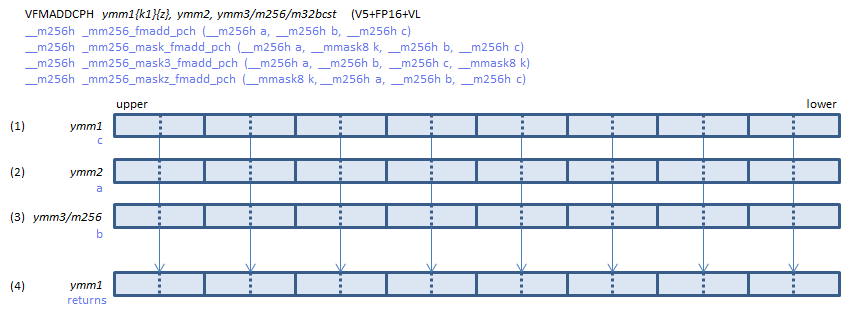 VFMADDCPH ymm1{k1}{z}, ymm2, ymm3/m256/m32bcst (V5+FP16+VL
__m256h _mm256_fmadd_pch (__m256h a, __m256h b, __m256h c)
__m256h _mm256_mask_fmadd_pch (__m256h a, __mmask8 k, __m256h b, __m256h c)
__m256h _mm256_mask3_fmadd_pch (__m256h a, __m256h b, __m256h c, __mmask8 k)
__m256h _mm256_maskz_fmadd_pch (__mmask8 k, __m256h a, __m256h b, __m256h c)
upper lower
(1) ymm1
c
(2) ymm2
a
(3) ymm3/m256
b
(4) ymm1
returns